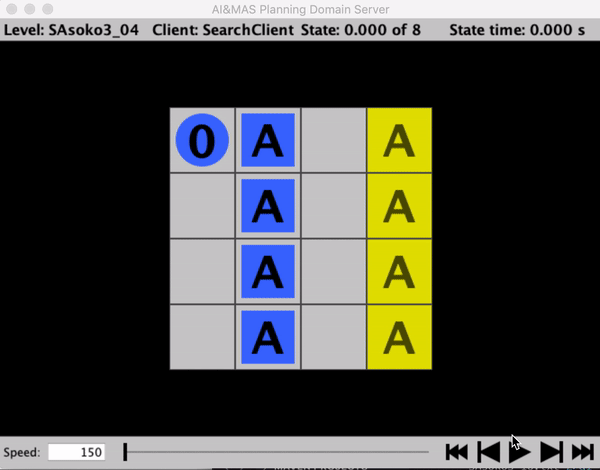 AI&MAS Planning Domain Server
Level: SAsoko3_04 Client: SearchClient State: 0.000 of 8 State time: 0.000 s
0 A A
A A
A A
A A
Speed: 150